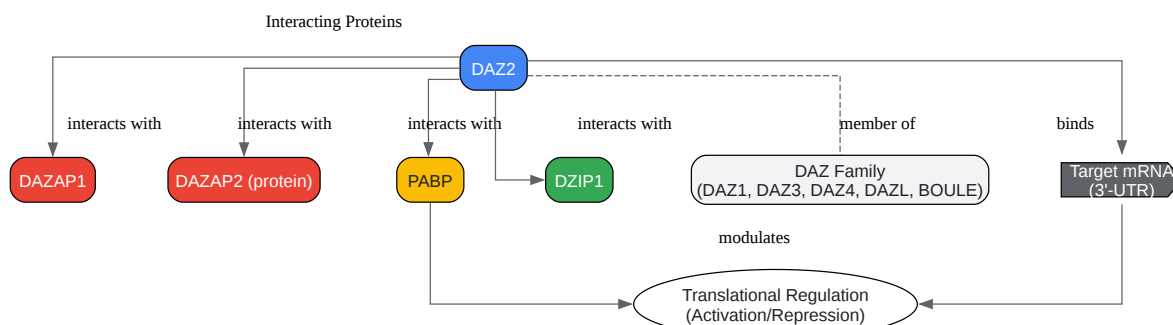 Interacting Proteins
DAZ2
interacts with
interacts with
interacts with
interacts with
member of
binds
DAZAP1
DAZAP2 (protein)
PABP
DZIP1
DAZ Family
(DAZ1, DAZ3, DAZ4, DAZL, BOULE)
Target mRNA
(3'-UTR)
modulates
Translational Regulation
(Activation/Repression)